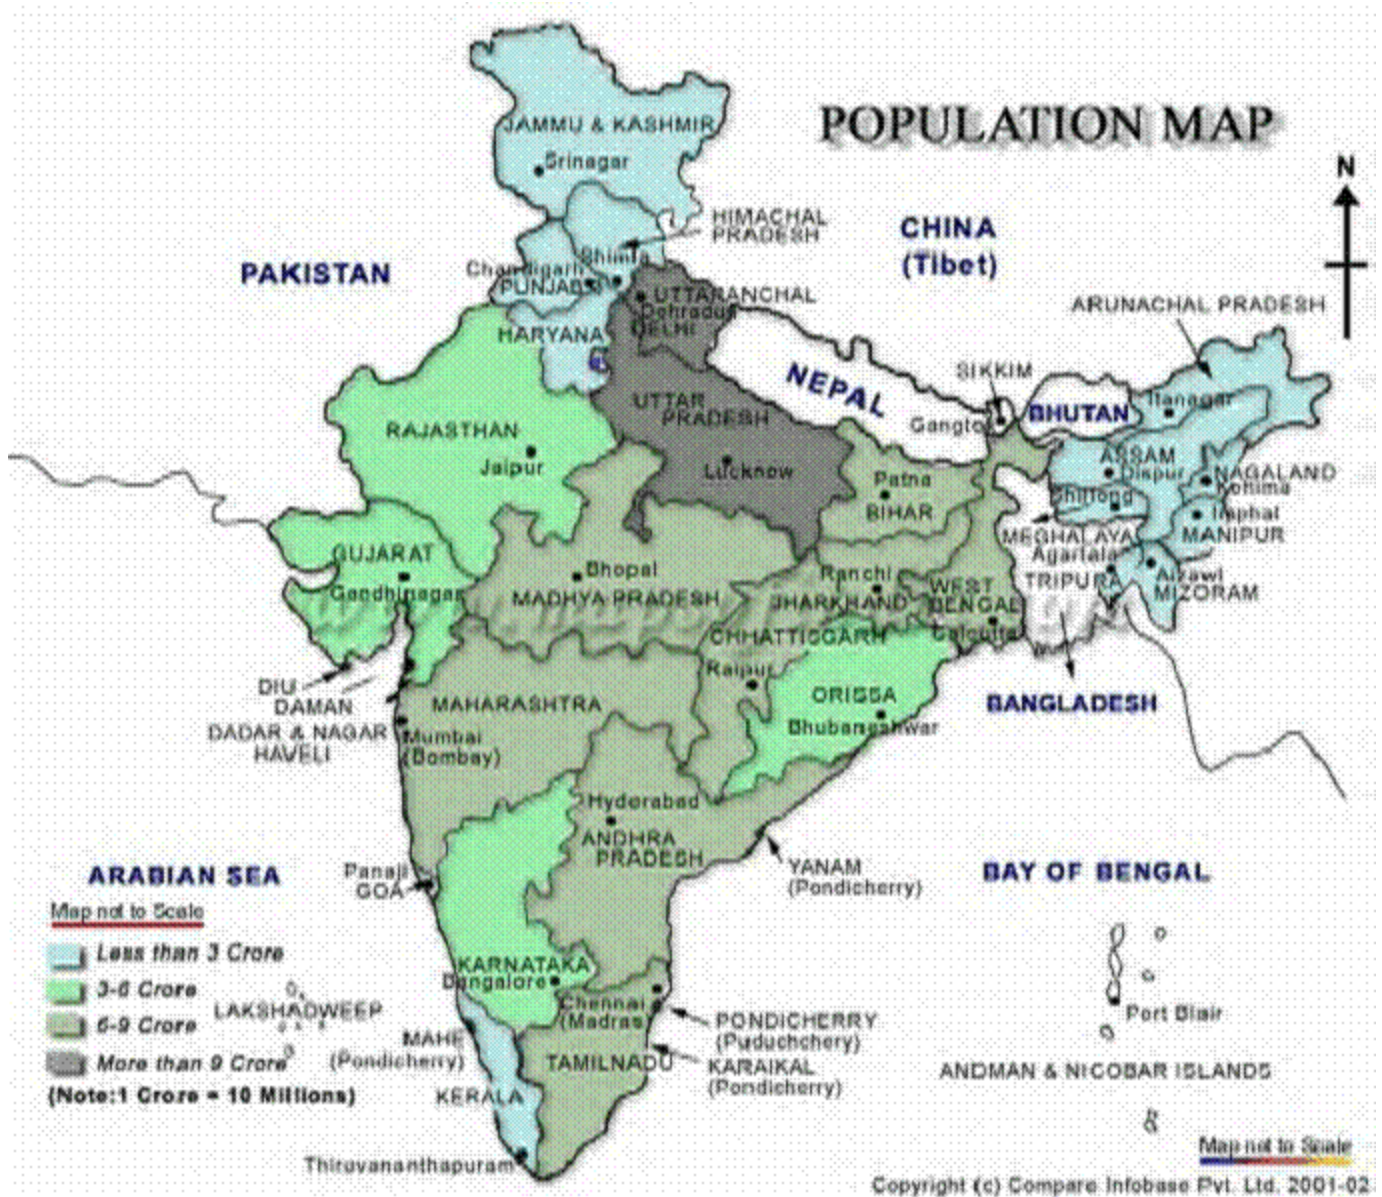 POPULATION MAP
N
JAMMU & KASHMIR
Srinagar
HIMACHAL
PRADESH
CHINA
(Tibet)
PAKISTAN
Shimla
Chandigarh
PUNJAB
UTTARANCHAL
Dehradun
DELHI
HARYANA
ARUNACHAL PRADESH
NEPAL
SIKKIM
Itanagar
BHUTAN
Gangtok
UTTAR
PRADESH
RAJASTHAN
Jaipur
Lucknow
Patna
BIHAR
ASSAM
Dispur
NAGALAND
Kohima
Shillong
Imphal
MEGHALAYA
MANIPUR
Agartala
TRIPURA
Aizawl
MIZORAM
GUJARAT
Gandhinagar
Bhopal
MADHYA PRADESH
Ranchi
JHARKHAND
WEST
BENGAL
Calcutta
CHHATTISGARH
Raipur
ORISSA
Bhubaneshwar
BANGLADESH
DIU
DAMAN
DADAR & NAGAR
HAVELI
MAHARASHTRA
Mumbai
(Bombay)
Hyderabad
ANDHRA
PRADESH
YANAM
(Pondicherry)
ARABIAN SEA
BAY OF BENGAL
Panaji
GOA
Map not to Scale
Less than 3 Crore
3-6 Crore
6-9 Crore
More than 9 Crore
(Note:1 Crore = 10 Millions)
LAKSHADWEEP
KARNATAKA
Bangalore
Chennai
(Madras)
PONDICHERRY
(Puduchchery)
MAHE
(Pondicherry)
TAMILNADU
KARAIKAL
(Pondicherry)
KERALA
Thiruvananthapuram
Port Blair
ANDMAN & NICOBAR ISLANDS
Map not to Scale
Copyright (c) Compare Infobase Pvt. Ltd. 2001-02